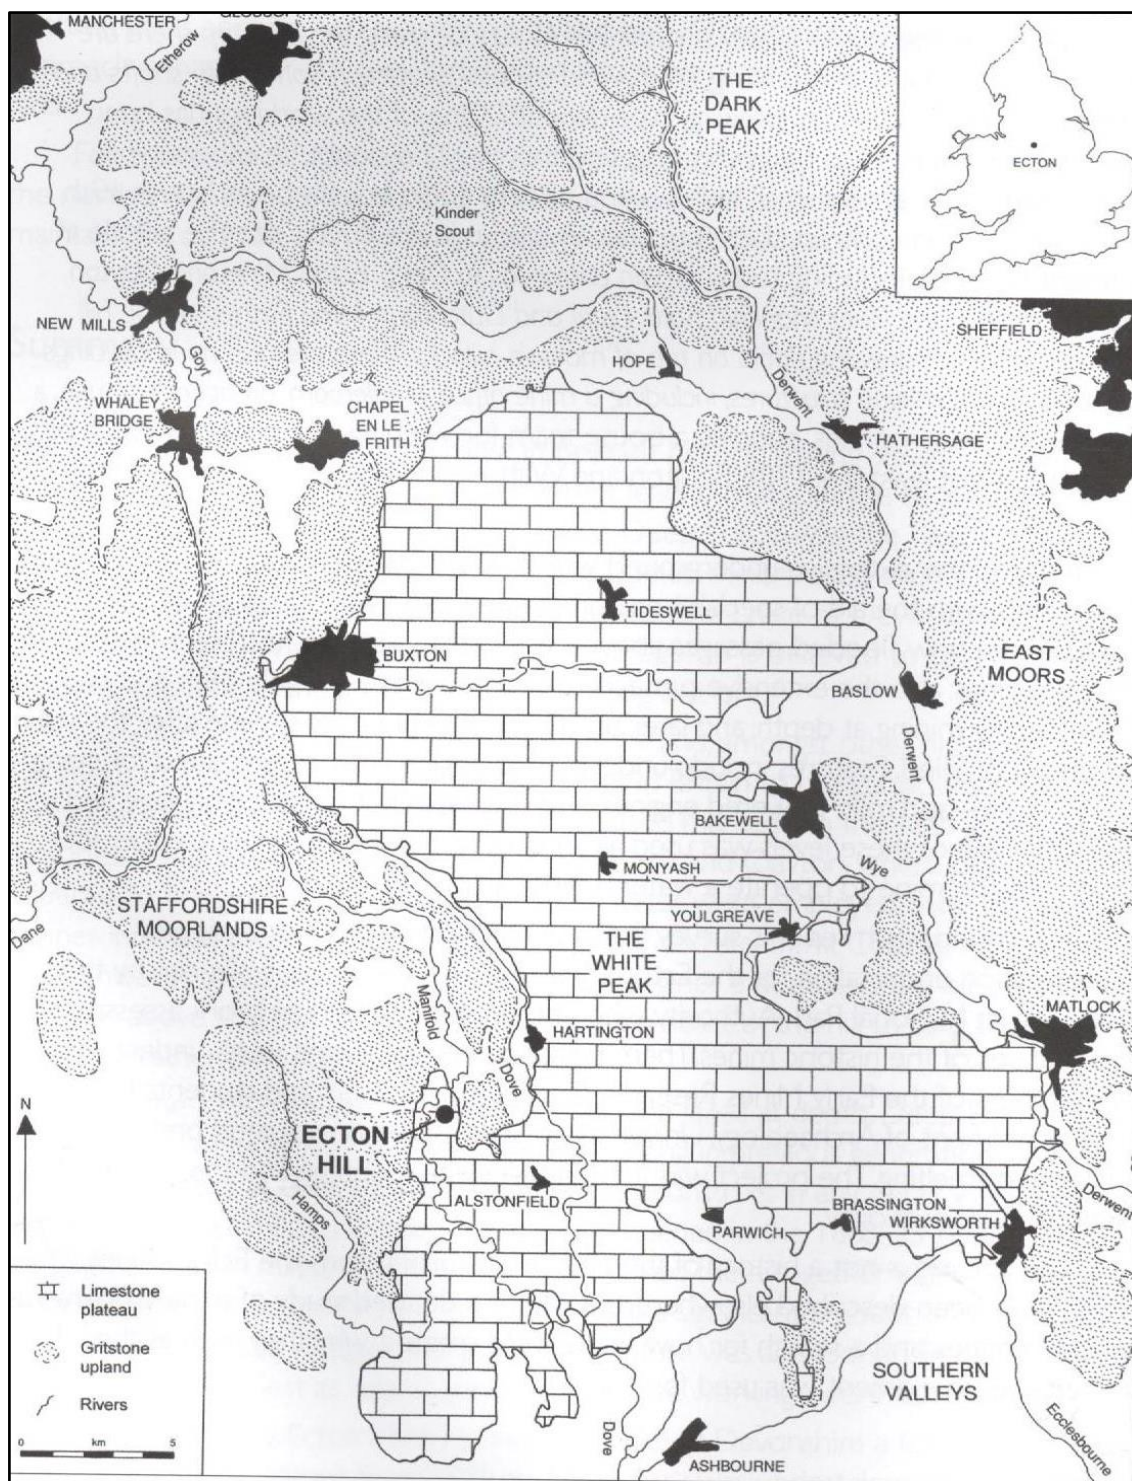 MANCHESTER
GLOSSOP
Etherow
THE
DARK
PEAK
ECTON
Kinder
Scout
NEW MILLS
Goyt
SHEFFIELD
HOPE
Derwent
WHALEY
BRIDGE
CHAPEL
EN LE
FRITH
HATHERSAGE
TIDESWELL
BUXTON
EAST
MOORS
BASLOW
Derwent
BAKEWELL
MONYASH
Wye
STAFFORDSHIRE
MOORLANDS
YOULGREAVE
Dane
THE
WHITE
PEAK
Manifold
MATLOCK
HARTINGTON
Dove
N
ECTON
HILL
ALSTONFIELD
Hamps
PARWICH
BRASSINGTON
WIRKSWORTH
Derwent
Limestone
plateau
Gritstone
upland
Rivers
0 km 5
SOUTHERN
VALLEYS
Dove
ASHBOURNE
Ecclesbourne